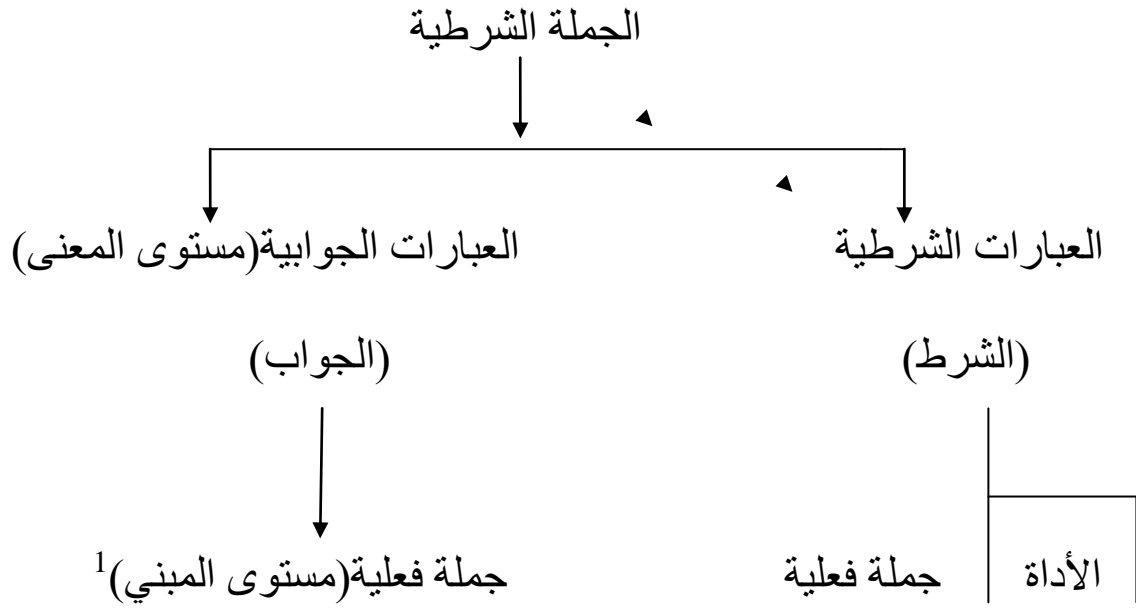 الجملة الشرطية
العبارات الشرطية العبارات الجوابية(مستوى المعنى)
(الشرط) (الجواب)
الأداة جملة فعلية جملة فعلية(مستوى المبني)1